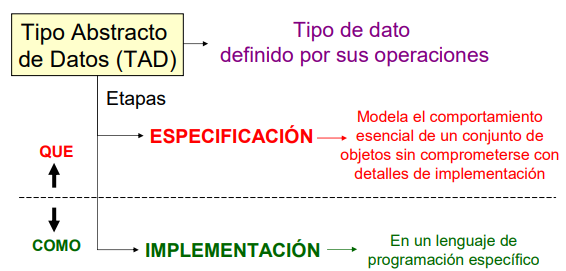 Tipo Abstracto
de Datos (TAD)
Tipo de dato
definido por sus operaciones
Etapas
ESPECIFICACIÓN
Modela el comportamiento
esencial de un conjunto de
objetos sin comprometerse con
detalles de implementación
QUE
COMO
IMPLEMENTACIÓN
En un lenguaje de
programación específico